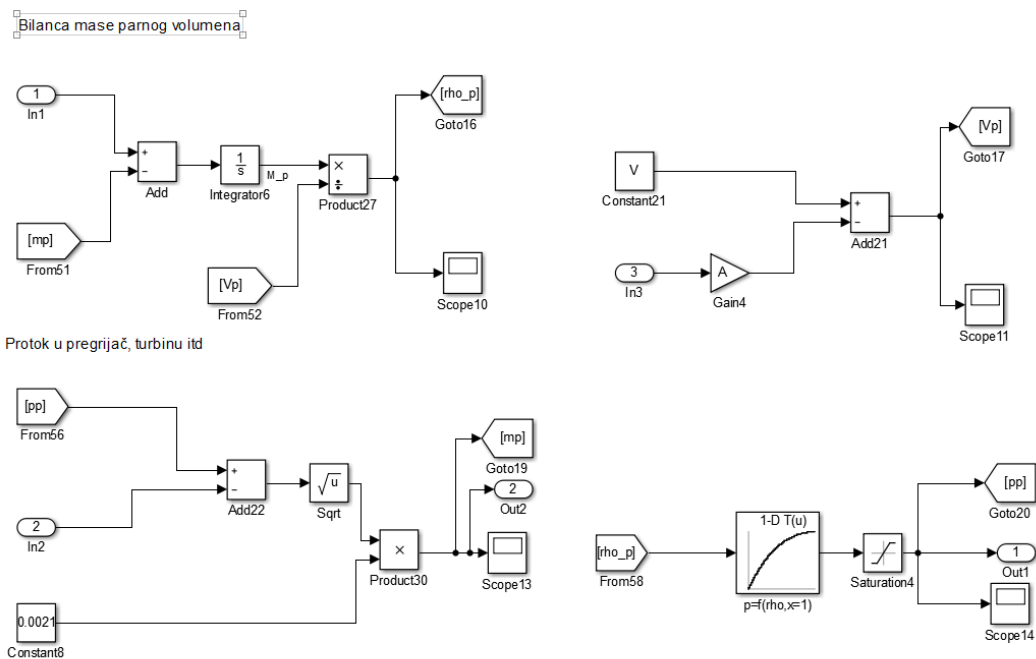 Bilanca mase parnog volumena
1
In1
+
−
Add
[mp]
From51
1
s
Integrator6
M_p
×
÷
Product27
[Vp]
From52
[rho_p]
Goto16
Scope10
V
Constant21
3
In3
A
Gain4
+
−
Add21
[Vp]
Goto17
Scope11
Protok u pregrijač, turbinu itd
[pp]
From56
2
In2
+
−
Add22
√u
Sqrt
0.0021
Constant8
×
Product30
[mp]
Goto19
2
Out2
Scope13
[rho_p]
From58
1-D T(u)
p=f(rho,x=1)
Saturation4
[pp]
Goto20
1
Out1
Scope14